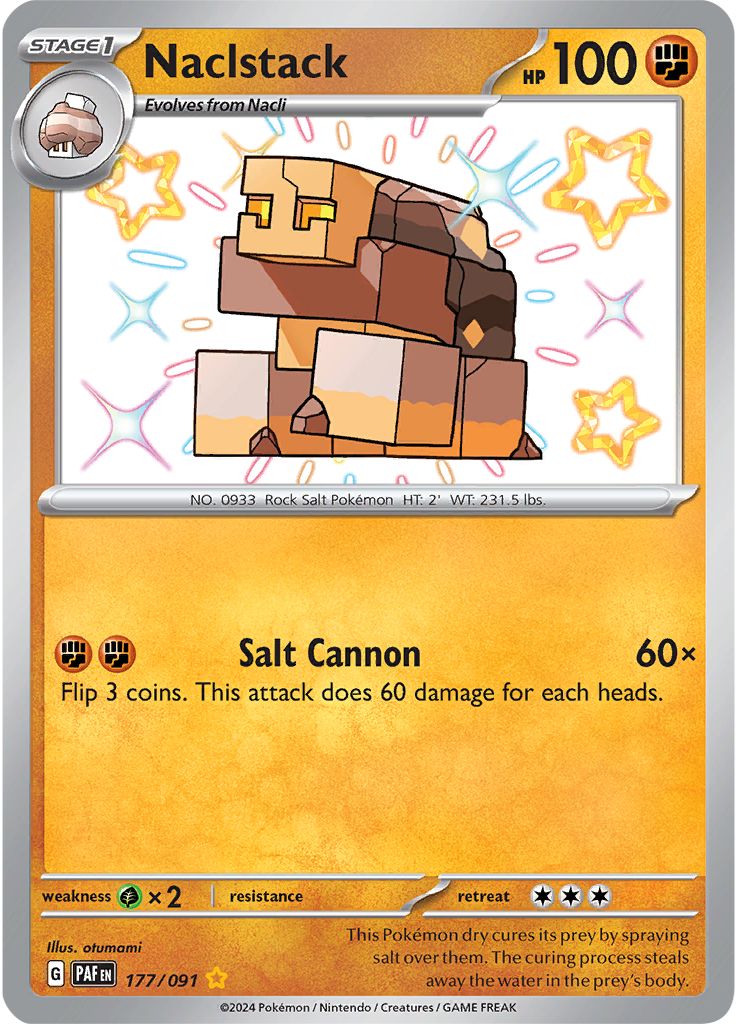 STAGE1
Naclstack
HP 100
Evolves from Nacli
NO. 0933 Rock Salt Pokémon HT: 2' WT: 231.5 lbs.
Salt Cannon 60×
Flip 3 coins. This attack does 60 damage for each heads.
weakness ×2 resistance retreat
Illus. otumami
This Pokémon dry cures its prey by spraying
salt over them. The curing process steals
away the water in the prey's body.
G PAF EN 177/091
©2024 Pokémon / Nintendo / Creatures / GAME FREAK